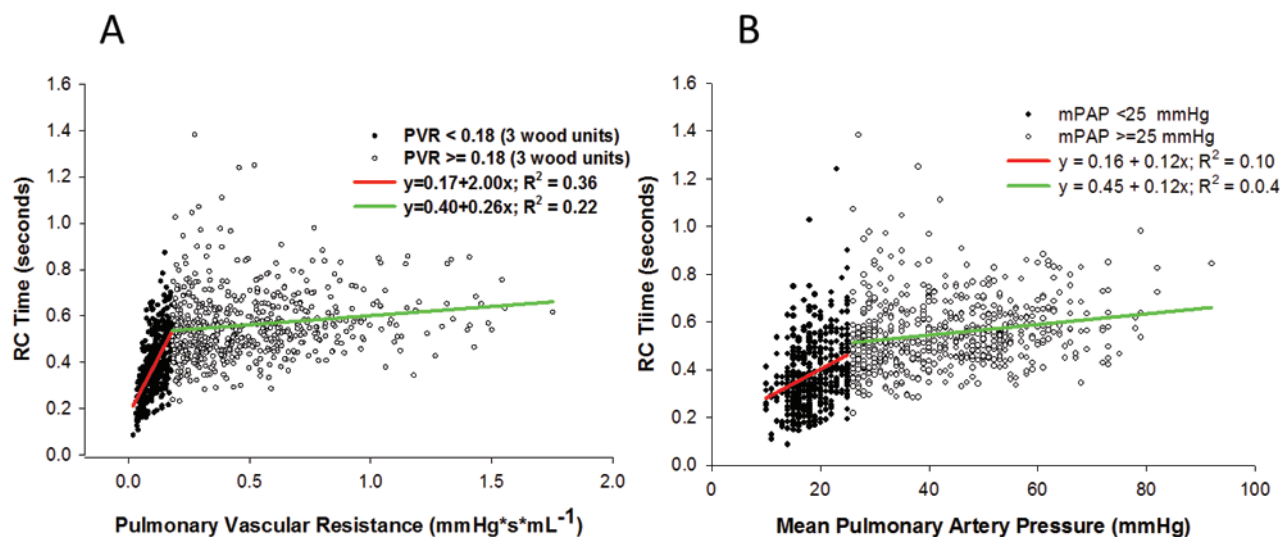 A
1.6
1.4
1.2
1.0
0.8
0.6
0.4
0.2
0.0
RC Time (seconds)
PVR < 0.18 (3 wood units)
PVR >= 0.18 (3 wood units)
y=0.17+2.00x; R² = 0.36
y=0.40+0.26x; R² = 0.22
0.0 0.5 1.0 1.5 2.0
Pulmonary Vascular Resistance (mmHg*s*mL⁻¹)
B
1.6
1.4
1.2
1.0
0.8
0.6
0.4
0.2
0.0
RC Tiime (seconds)
mPAP <25 mmHg
mPAP >=25 mmHg
y = 0.16 + 0.12x; R² = 0.10
y = 0.45 + 0.12x; R² = 0.0.4
0 20 40 60 80 100
Mean Pulmonary Artery Pressure (mmHg)